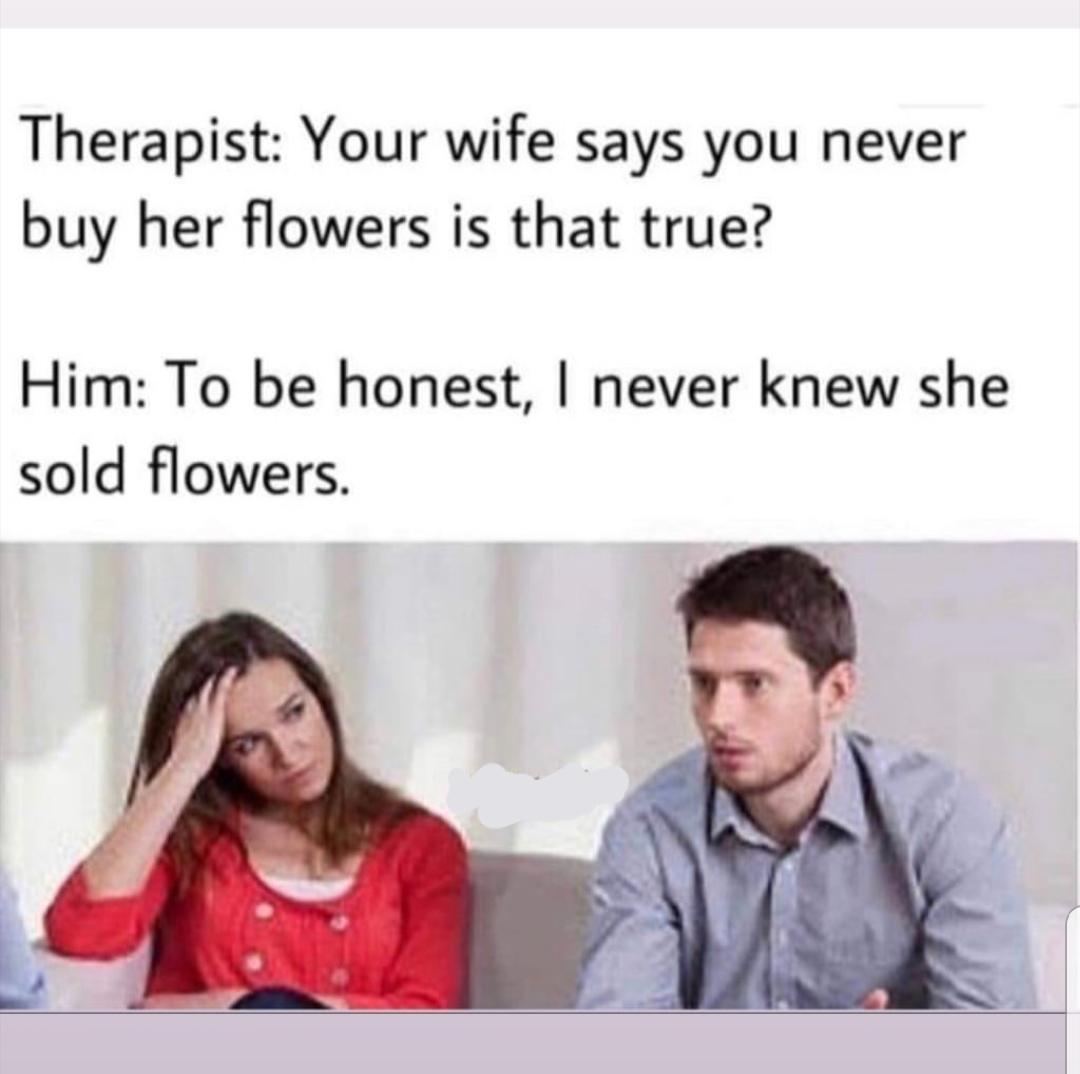 Therapist: Your wife says you never
buy her flowers is that true?
Him: To be honest, I never knew she
sold flowers.